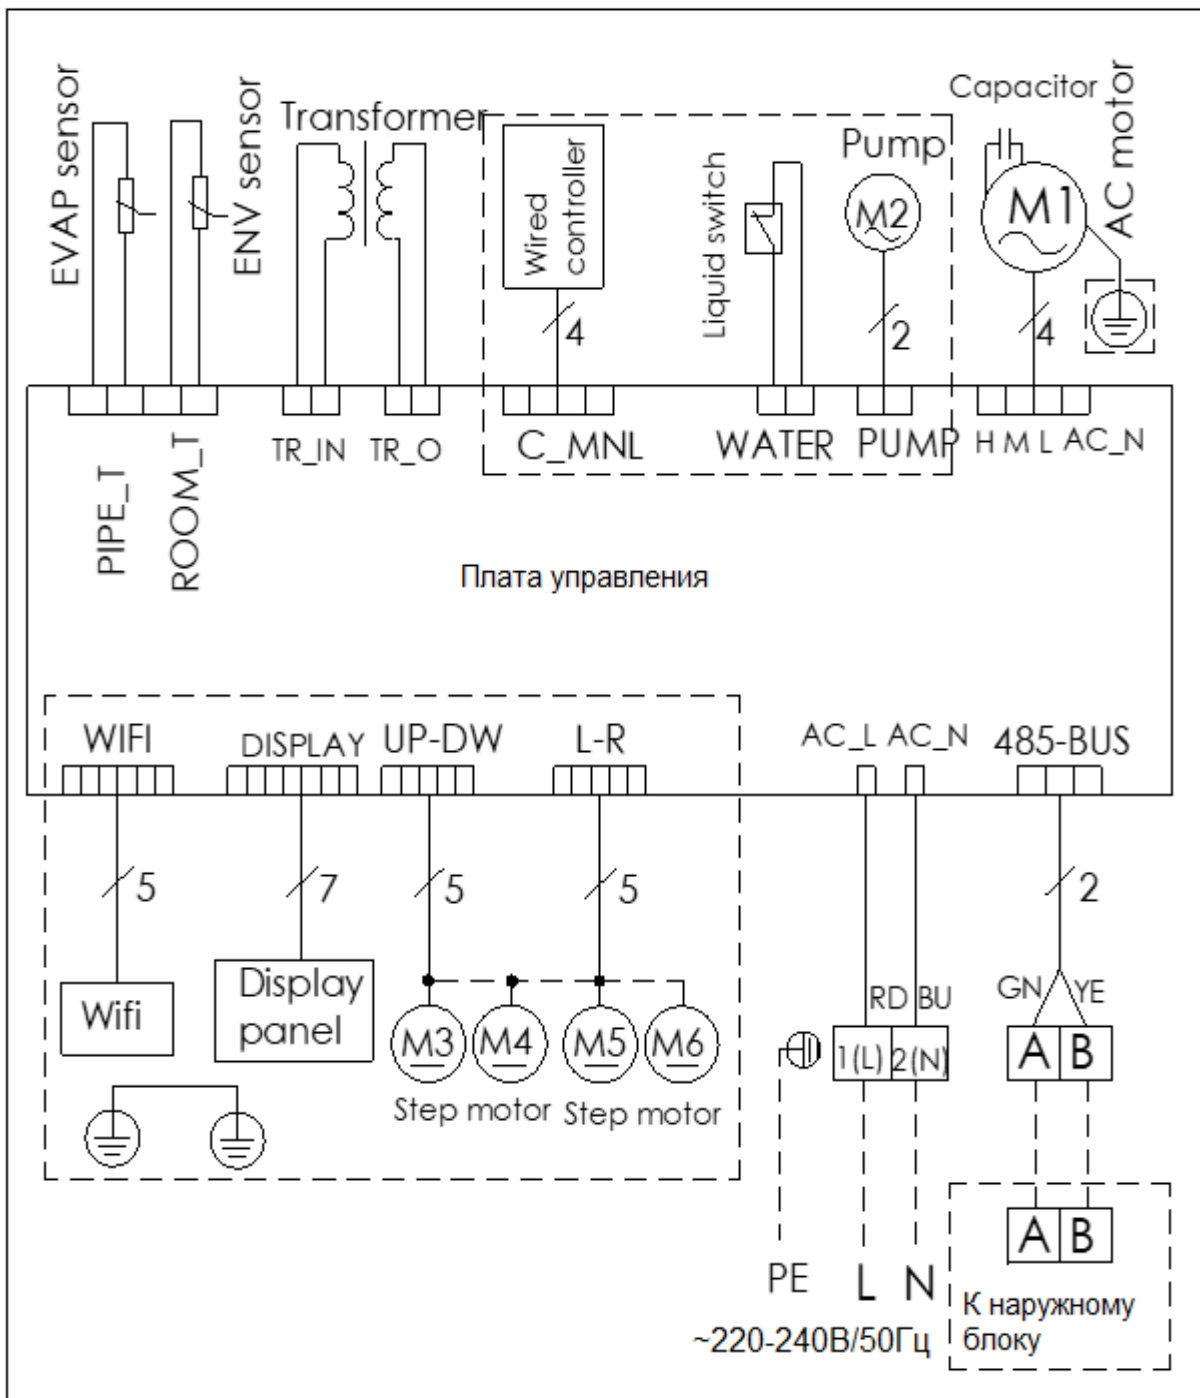 EVAP sensor
ENV sensor
Transformer
Wired
controller
Liquid switch
Pump
M2
Capacitor
M1
AC motor
4
2
4
PIPE_T
ROOM_T
TR_IN
TR_O
C_MNL
WATER
PUMP
H M L AC_N
Плата управления
WIFI
DISPLAY
UP-DW
L-R
AC_L
AC_N
485-BUS
5
7
5
5
2
Wifi
Display
panel
M3
M4
M5
M6
Step motor
Step motor
RD
BU
1(L)
2(N)
GN
YE
A
B
A
B
PE
L
N
~220-240В/50Гц
К наружному
блоку